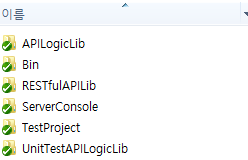 이름
APILogicLib
Bin
RESTfulAPILib
ServerConsole
TestProject
UnitTestAPILogicLib